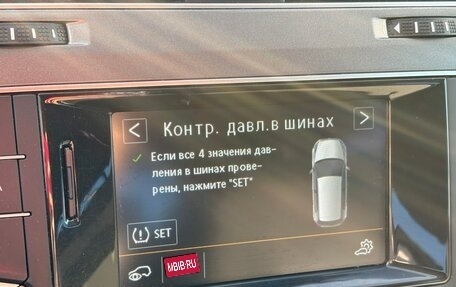 Контр. давл.в шинах
Если все 4 значения дав-
ления в шинах прове-
рены, нажмите "SET"
SET
MBIB.RU